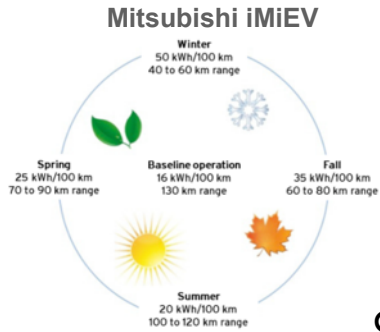 Mitsubishi iMiEV
Winter
50 kWh/100 km
40 to 60 km range
Spring
25 kWh/100 km
70 to 90 km range
Baseline operation
16 kWh/100 km
130 km range
Fall
35 kWh/100 km
60 to 80 km range
Summer
20 kWh/100 km
100 to 120 km range